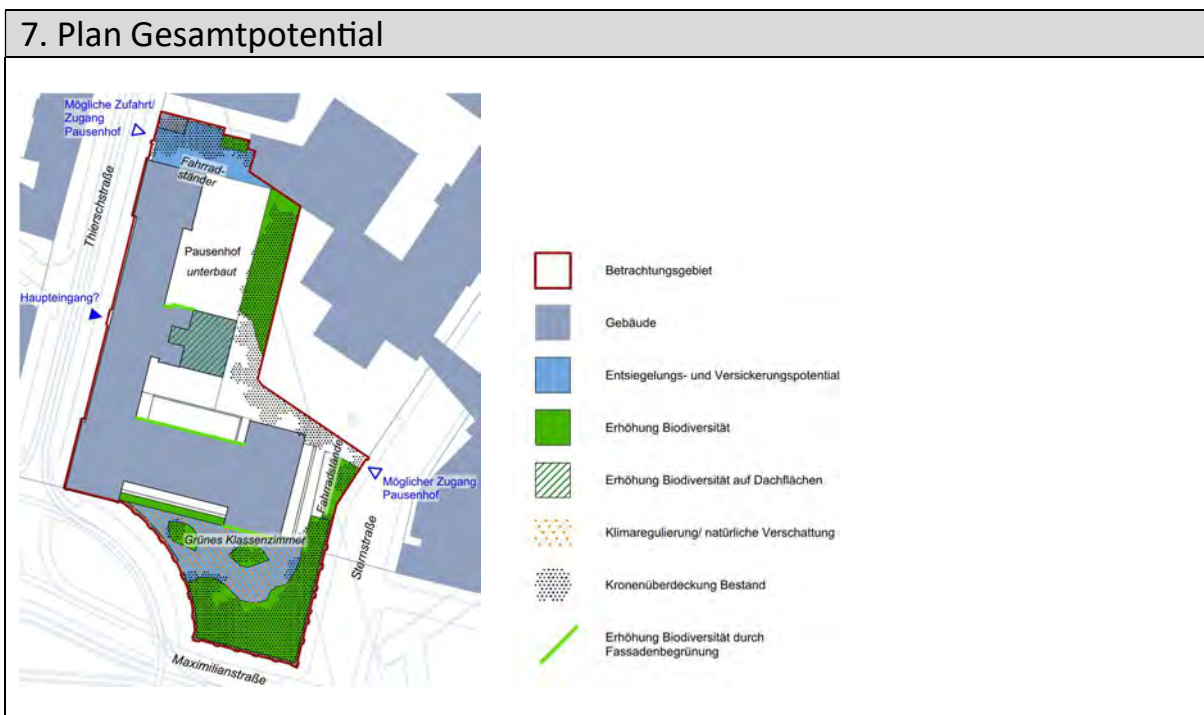 7. Plan Gesamtpotential
Mögliche Zufahrt/
Zugang
Pausenhof
Fahrrad-
ständer
Thierschstraße
Pausenhof
unterbaut
Haupteingang?
Fahrradstände
Möglicher Zugang
Pausenhof
Grünes Klassenzimmer
Sternstraße
Maximilianstraße
Betrachtungsgebiet
Gebäude
Entsiegelungs- und Versickerungspotential
Erhöhung Biodiversität
Erhöhung Biodiversität auf Dachflächen
Klimaregulierung/ natürliche Verschattung
Kronenüberdeckung Bestand
Erhöhung Biodiversität durch
Fassadenbegrünung